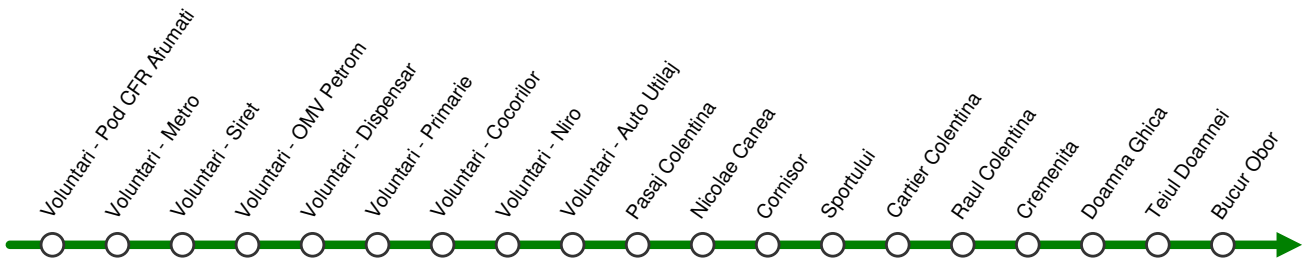 Voluntari - Pod CFR Afumati
Voluntari - Metro
Voluntari - Siret
Voluntari - OMV Petrom
Voluntari - Dispensar
Voluntari - Primarie
Voluntari - Cocorilor
Voluntari - Niro
Voluntari - Auto Utilaj
Pasaj Colentina
Nicolae Canea
Cornisor
Sportului
Cartier Colentina
Raul Colentina
Cremenita
Doamna Ghica
Teiul Doamnei
Bucur Obor